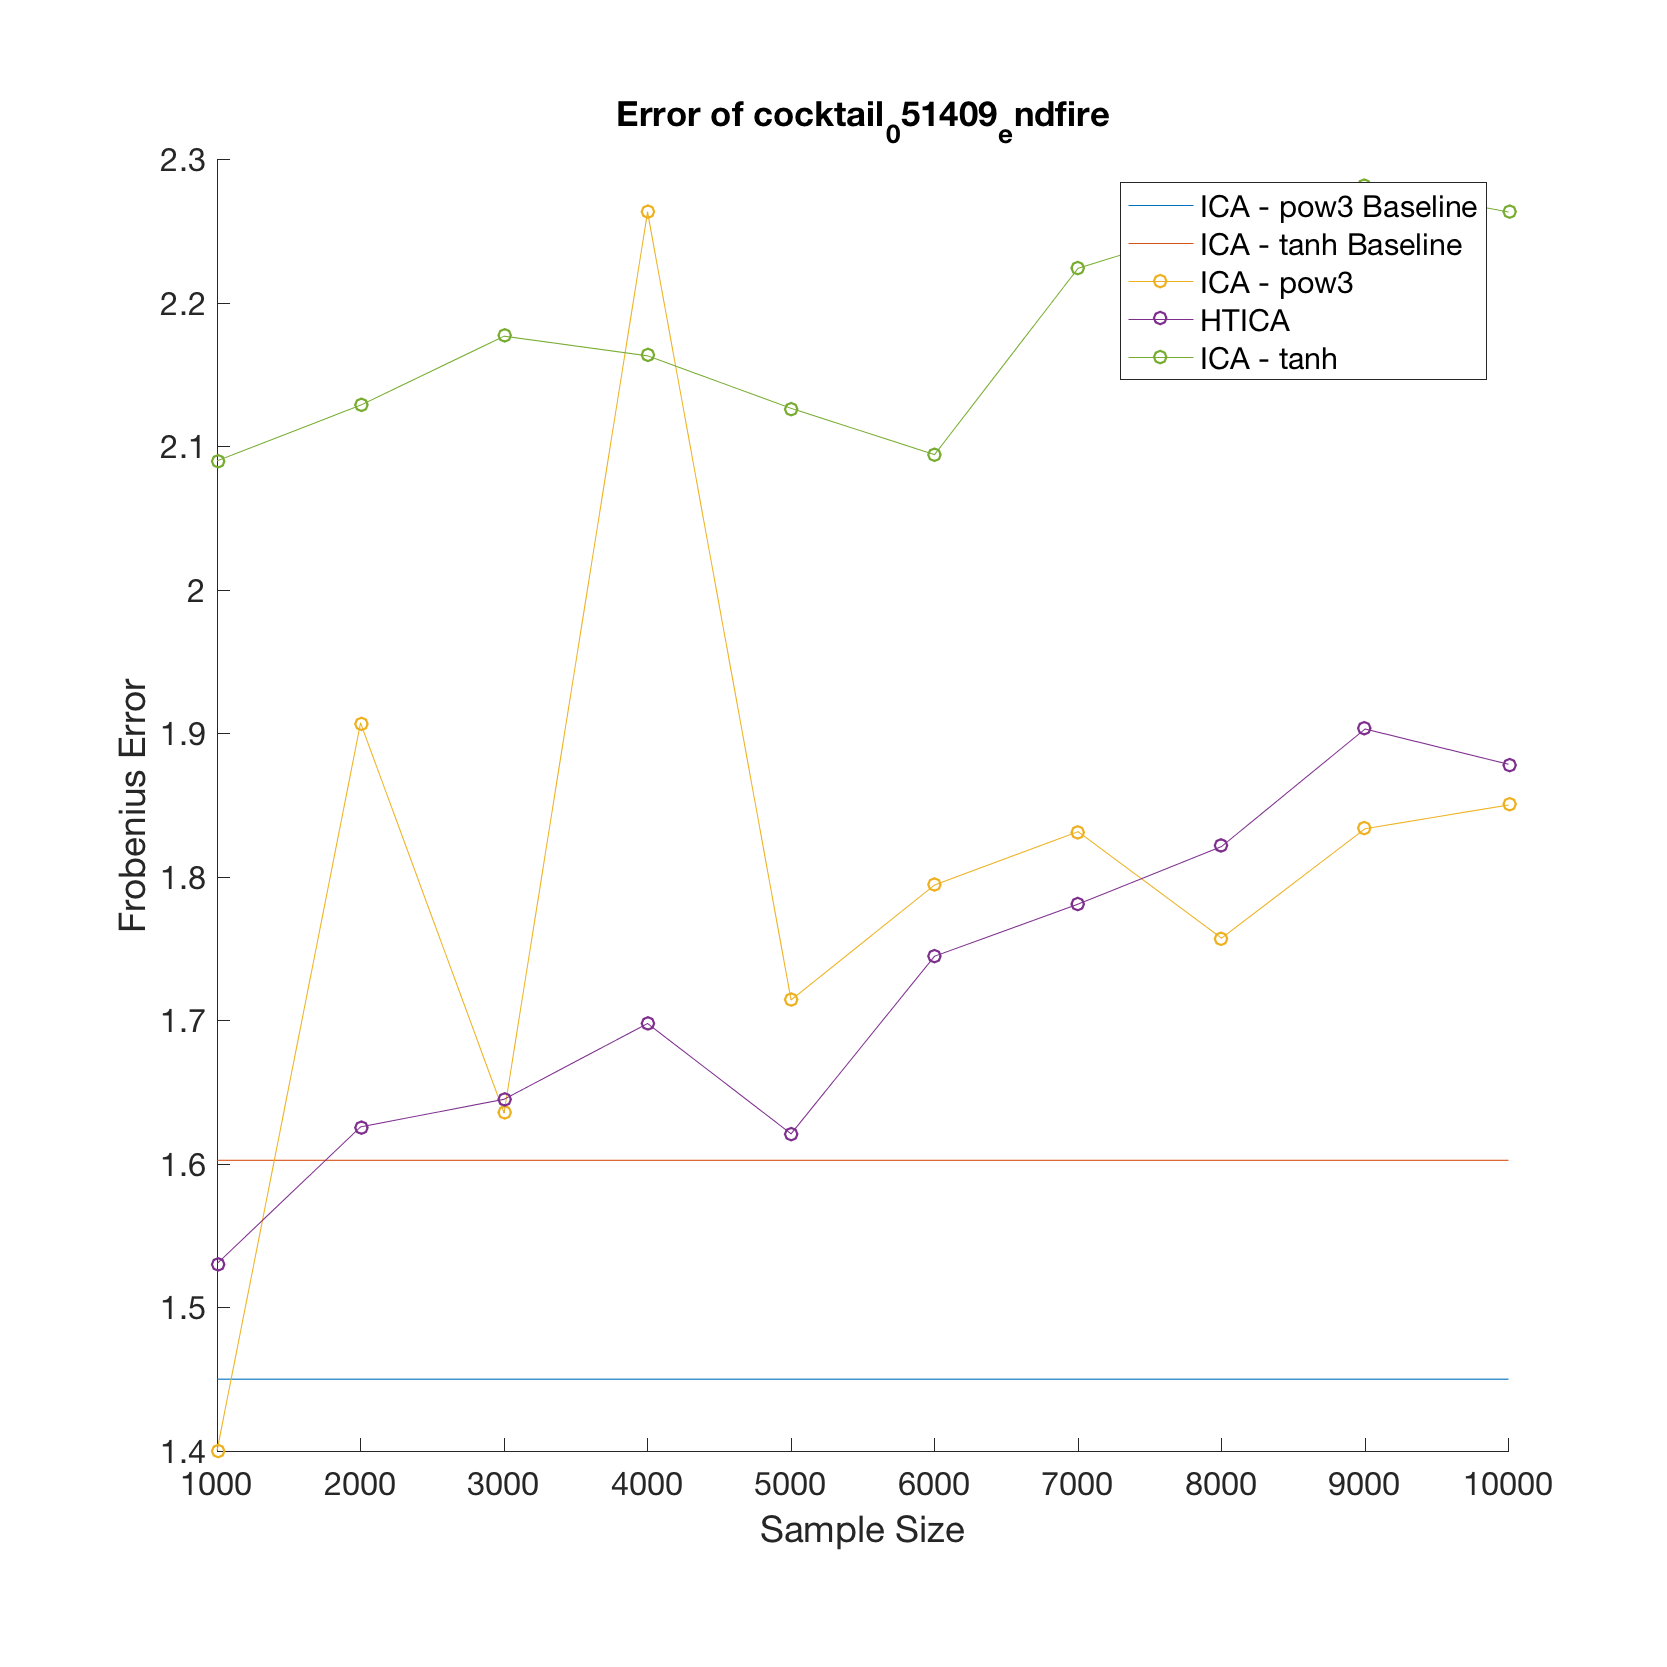 Error of cocktail_051409_endfire
2.3
2.2
2.1
2
1.9
1.8
1.7
1.6
1.5
1.4
Frobenius Error
ICA - pow3 Baseline
ICA - tanh Baseline
ICA - pow3
HTICA
ICA - tanh
1000 2000 3000 4000 5000 6000 7000 8000 9000 10000
Sample Size